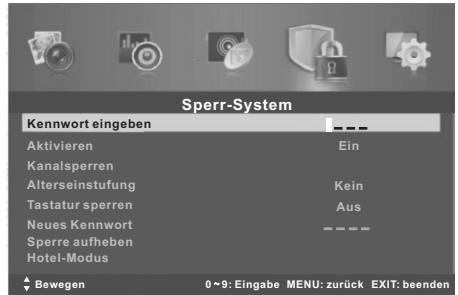 Sperr-System
Kennwort eingeben _ _ _
Aktivieren Ein
Kanalsperren
Alterseinstufung Kein
Tastatur sperren Aus
Neues Kennwort _ _ _ _
Sperre aufheben
Hotel-Modus
Bewegen 0~9: Eingabe MENU: zurück EXIT: beenden